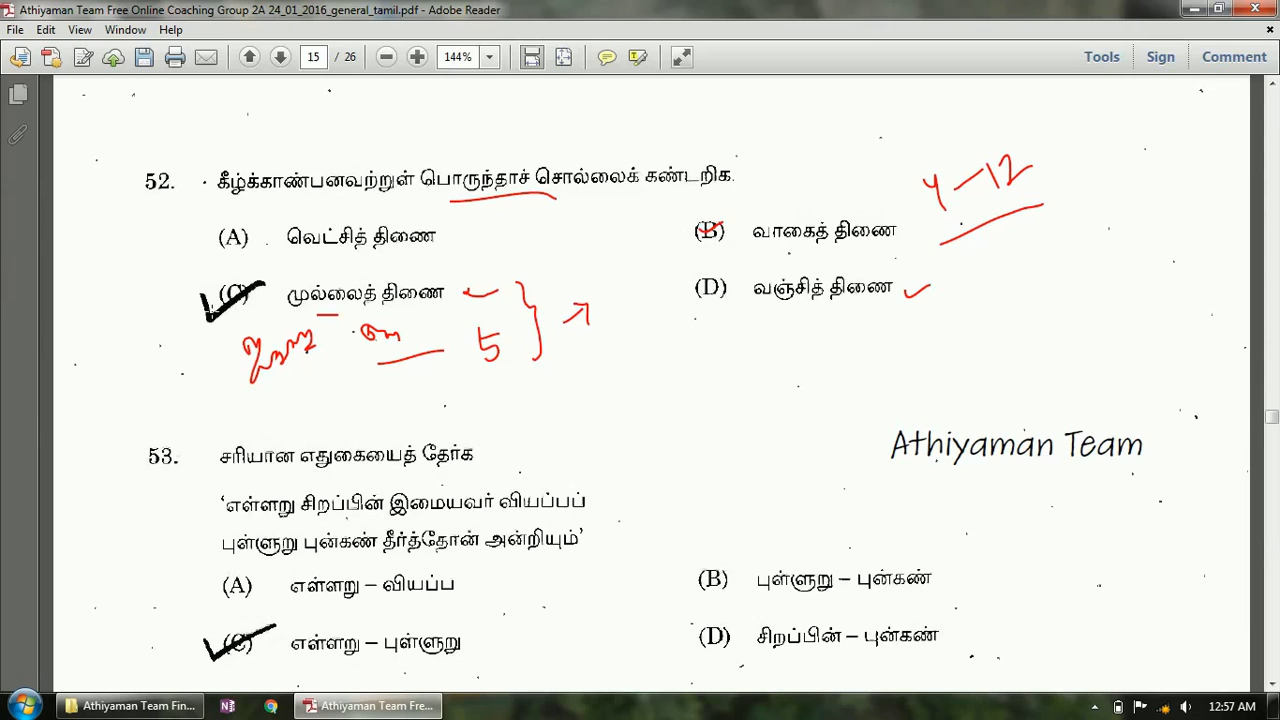 Athiyaman Team Free Online Coaching Group 2A 24_01_2016_general_tamil.pdf - Adobe Reader
File Edit View Window Help
15 / 26 144% Tools Sign Comment
52. கீழ்க்காண்பனவற்றுள் பொருந்தாச் சொல்லைக் கண்டறிக.
4 – 12
(A) வெட்சித் திணை (B) வாகைத் திணை
(C) முல்லைத் திணை (D) வஞ்சித் திணை
5
Athiyaman Team
53. சரியான எதுகையைத் தேர்க
‘எள்ளறு சிறப்பின் இமையவர் வியப்பப்
புள்ளுறு புன்கண் தீர்த்தோன் அன்றியும்’
(A) எள்ளறு – வியப்ப (B) புள்ளுறு – புன்கண்
(C) எள்ளறு – புள்ளுறு (D) சிறப்பின் – புன்கண்
Athiyaman Team Fin... Athiyaman Team Fre... 12:57 AM